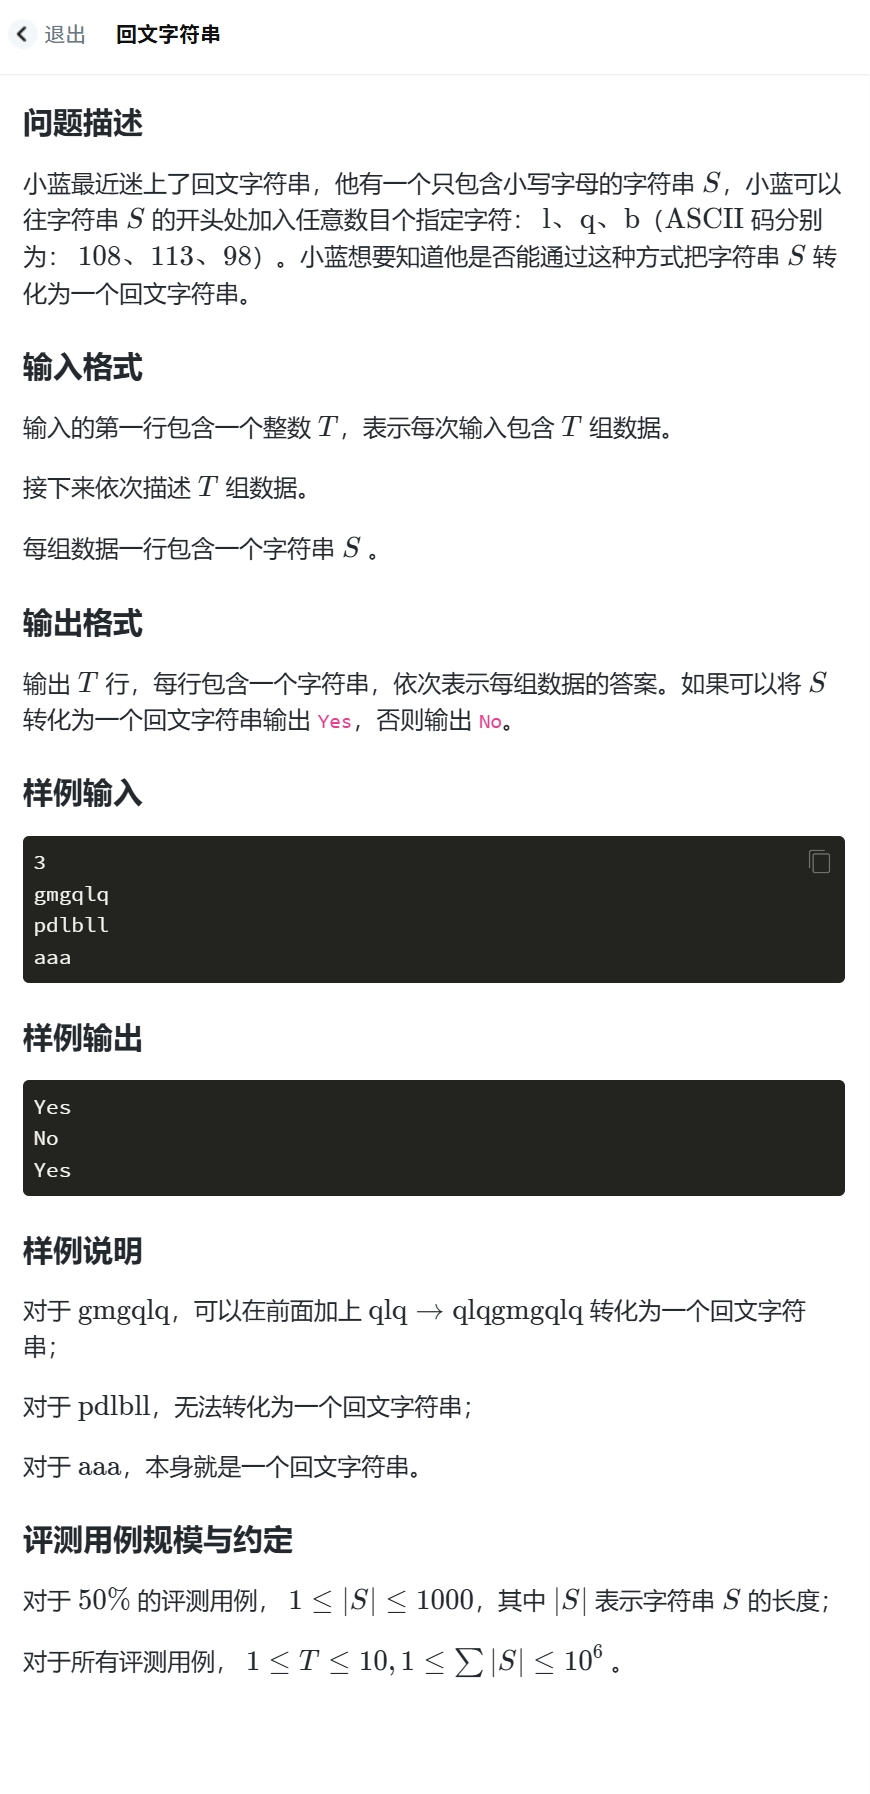 退出 回文字符串
问题描述
小蓝最近迷上了回文字符串，他有一个只包含小写字母的字符串 S，小蓝可以
往字符串 S 的开头处加入任意数目个指定字符： l、q、b（ASCII 码分别
为： 108、113、98）。小蓝想要知道他是否能通过这种方式把字符串 S 转
化为一个回文字符串。
输入格式
输入的第一行包含一个整数 T，表示每次输入包含 T 组数据。
接下来依次描述 T 组数据。
每组数据一行包含一个字符串 S 。
输出格式
输出 T 行，每行包含一个字符串，依次表示每组数据的答案。如果可以将 S
转化为一个回文字符串输出 Yes，否则输出 No。
样例输入
3
gmgqlq
pdlbll
aaa
样例输出
Yes
No
Yes
样例说明
对于 gmgqlq，可以在前面加上 qlq → qlqgmgqlq 转化为一个回文字符
串；
对于 pdlbll，无法转化为一个回文字符串；
对于 aaa，本身就是一个回文字符串。
评测用例规模与约定
对于 50% 的评测用例， 1 ≤ |S| ≤ 1000，其中 |S| 表示字符串 S 的长度；
对于所有评测用例， 1 ≤ T ≤ 10, 1 ≤ ∑ |S| ≤ 10⁶ 。